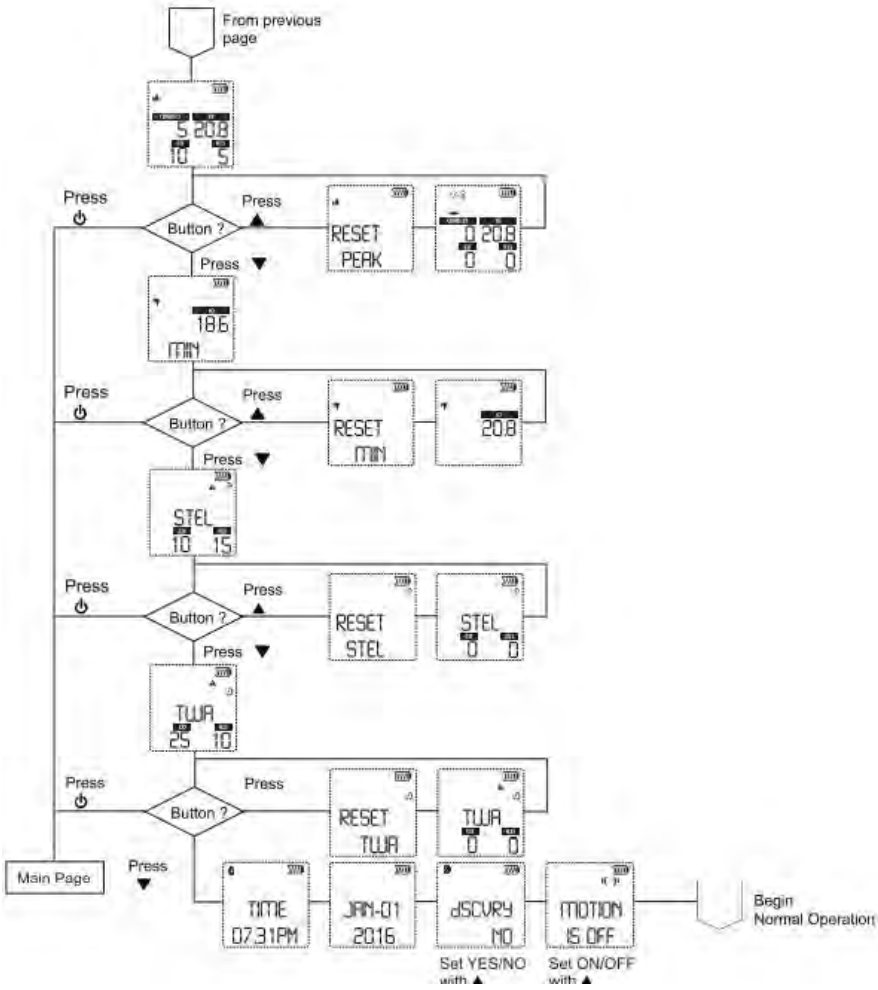 From previous
page
5 20.8
10 5
Press
Button ?
Press
RESET
PEAK
0 20.8
0 0
Press
18.6
MIN
Press
Button ?
Press
RESET
MIN
20.8
Press
STEL
10 15
Press
Button ?
Press
RESET
STEL
STEL
0 0
Press
TWA
25 10
Press
Button ?
Press
RESET
TWA
TWA
0 0
Main Page
Press
TIME
07.31PM
JAN-01
2016
dSCVRY
NO
MOTION
IS OFF
Begin
Normal Operation
Set YES/NO
with ▲
Set ON/OFF
with ▲